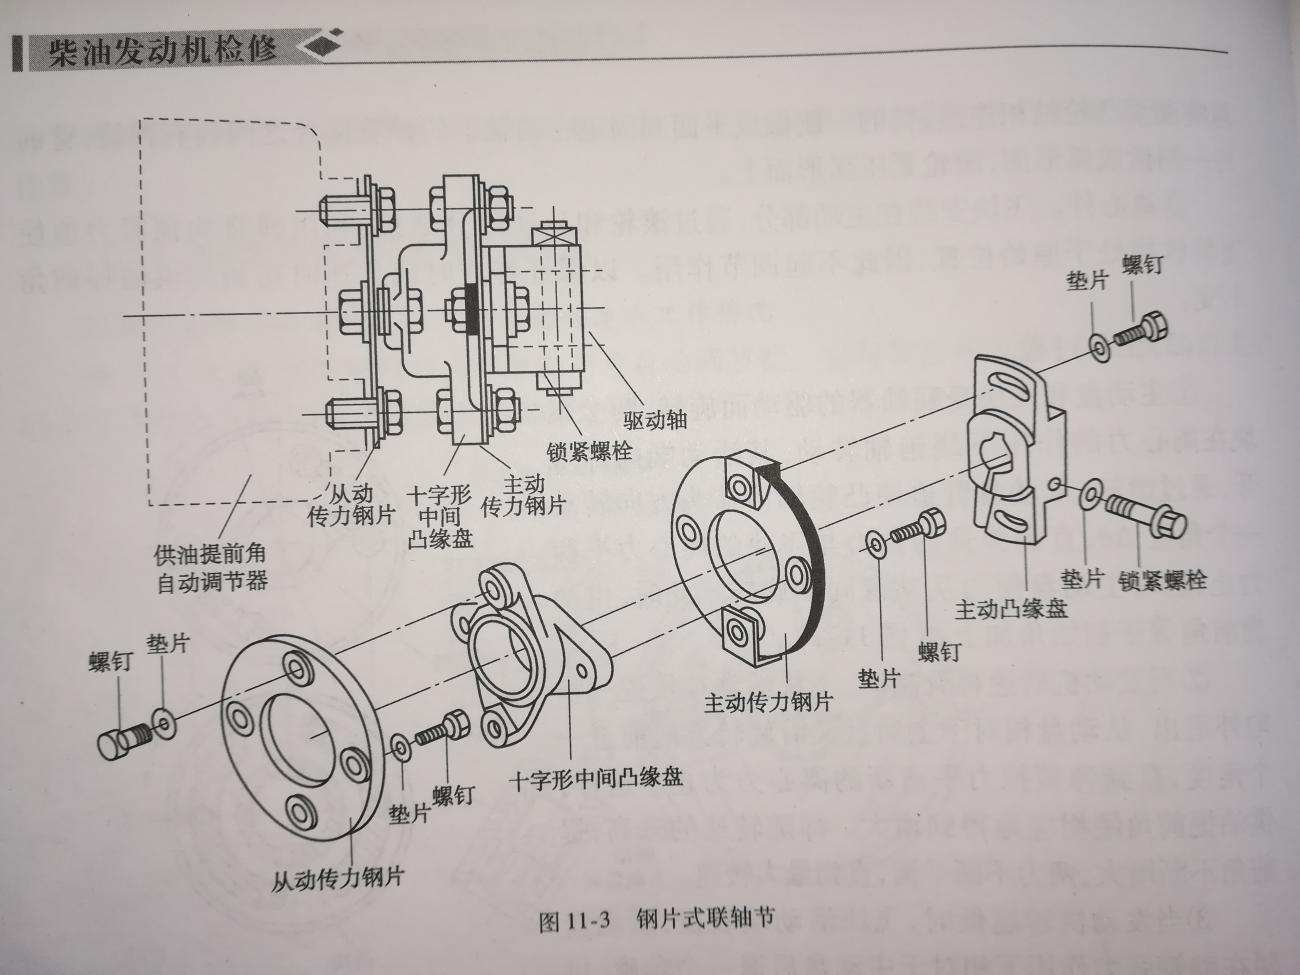 柴油发动机检修
垫片
螺钉
驱动轴
锁紧螺栓
从动
传力钢片
十字形
中间
凸缘盘
主动
传力钢片
供油提前角
自动调节器
垫片
锁紧螺栓
主动凸缘盘
螺钉
垫片
螺钉
垫片
主动传力钢片
十字形中间凸缘盘
垫片
螺钉
从动传力钢片
图 11-3 钢片式联轴节